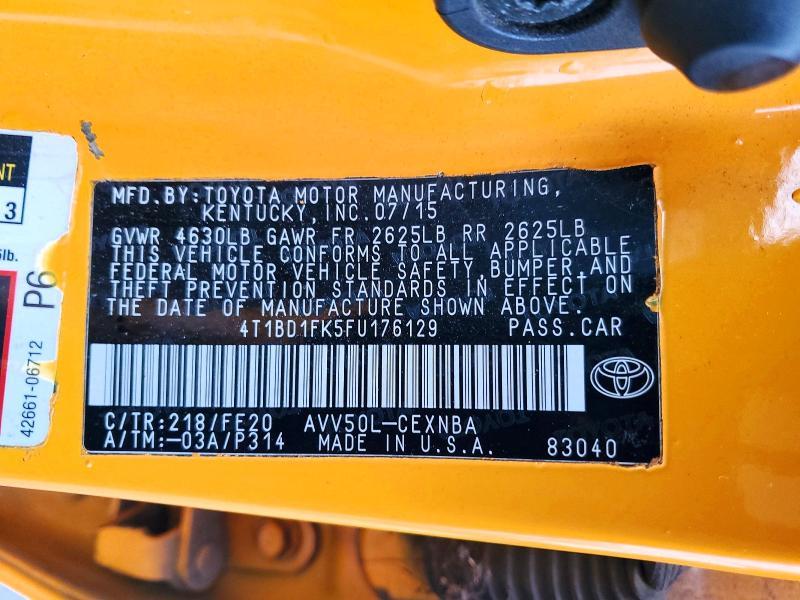 NT
13
lb.
P6
42661-06712
MFD.BY:TOYOTA MOTOR MANUFACTURING,
KENTUCKY, INC.07/15
GVWR 4630LB GAWR FR 2625LB RR 2625LB
THIS VEHICLE CONFORMS TO ALL APPLICABLE
FEDERAL MOTOR VEHICLE SAFETY, BUMPER, AND
THEFT PREVENTION STANDARDS IN EFFECT ON
THE DATE OF MANUFACTURE SHOWN ABOVE.
4T1BD1FK5FU176129 PASS.CAR
C/TR:218/FE20 AVV50L-CEXNBA
A/TM:-03A/P314 MADE IN U.S.A. 83040